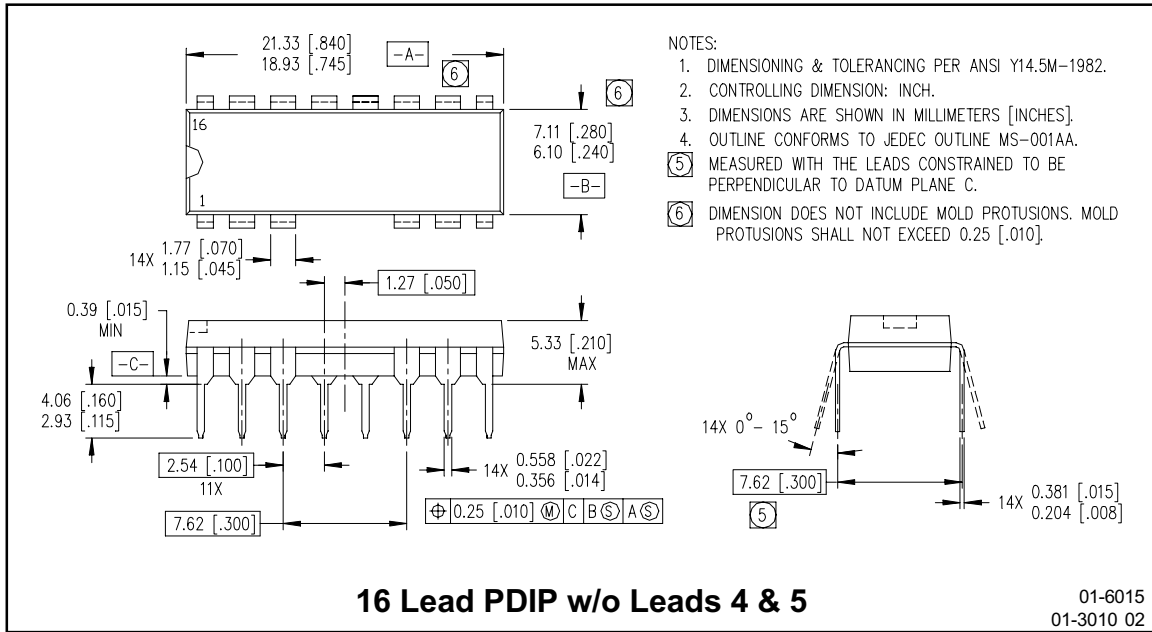 21.33 [.840]
18.93 [.745]
-A-
6
6
16
1
7.11 [.280]
6.10 [.240]
-B-
NOTES:
1. DIMENSIONING & TOLERANCING PER ANSI Y14.5M-1982.
2. CONTROLLING DIMENSION: INCH.
3. DIMENSIONS ARE SHOWN IN MILLIMETERS [INCHES].
4. OUTLINE CONFORMS TO JEDEC OUTLINE MS-001AA.
5 MEASURED WITH THE LEADS CONSTRAINED TO BE
PERPENDICULAR TO DATUM PLANE C.
6 DIMENSION DOES NOT INCLUDE MOLD PROTUSIONS. MOLD
PROTUSIONS SHALL NOT EXCEED 0.25 [.010].
14X 1.77 [.070]
1.15 [.045]
1.27 [.050]
0.39 [.015]
MIN
-C-
5.33 [.210]
MAX
4.06 [.160]
2.93 [.115]
2.54 [.100]
11X
14X 0.558 [.022]
0.356 [.014]
⌖ 0.25 [.010] Ⓜ C B Ⓢ A Ⓢ
7.62 [.300]
14X 0° - 15°
7.62 [.300]
5
14X 0.381 [.015]
0.204 [.008]
16 Lead PDIP w/o Leads 4 & 5
01-6015
01-3010 02